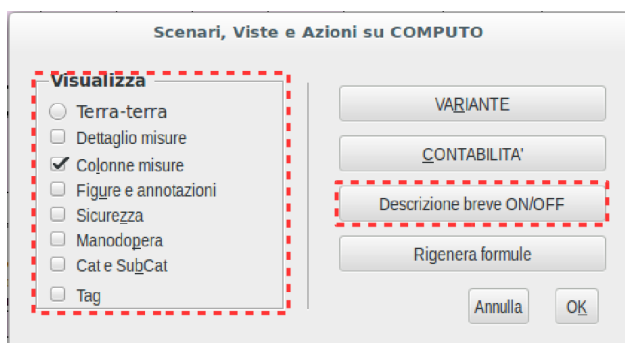 Scenari, Viste e Azioni su COMPUTO
Visualizza
Terra-terra
Dettaglio misure
Colonne misure
Figure e annotazioni
Sicurezza
Manodopera
Cat e SubCat
Tag
VARIANTE
CONTABILITA'
Descrizione breve ON/OFF
Rigenera formule
Annulla
OK